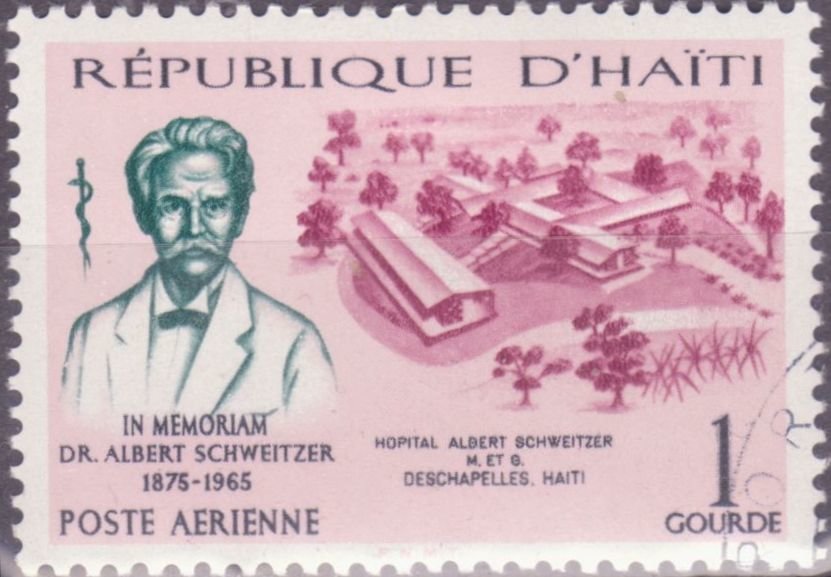 RÉPUBLIQUE D'HAÏTI
IN MEMORIAM
DR. ALBERT SCHWEITZER
1875-1965
POSTE AERIENNE
HOPITAL ALBERT SCHWEITZER
M. ET G.
DESCHAPELLES, HAITI
1
GOURDE
F.N.M.T.